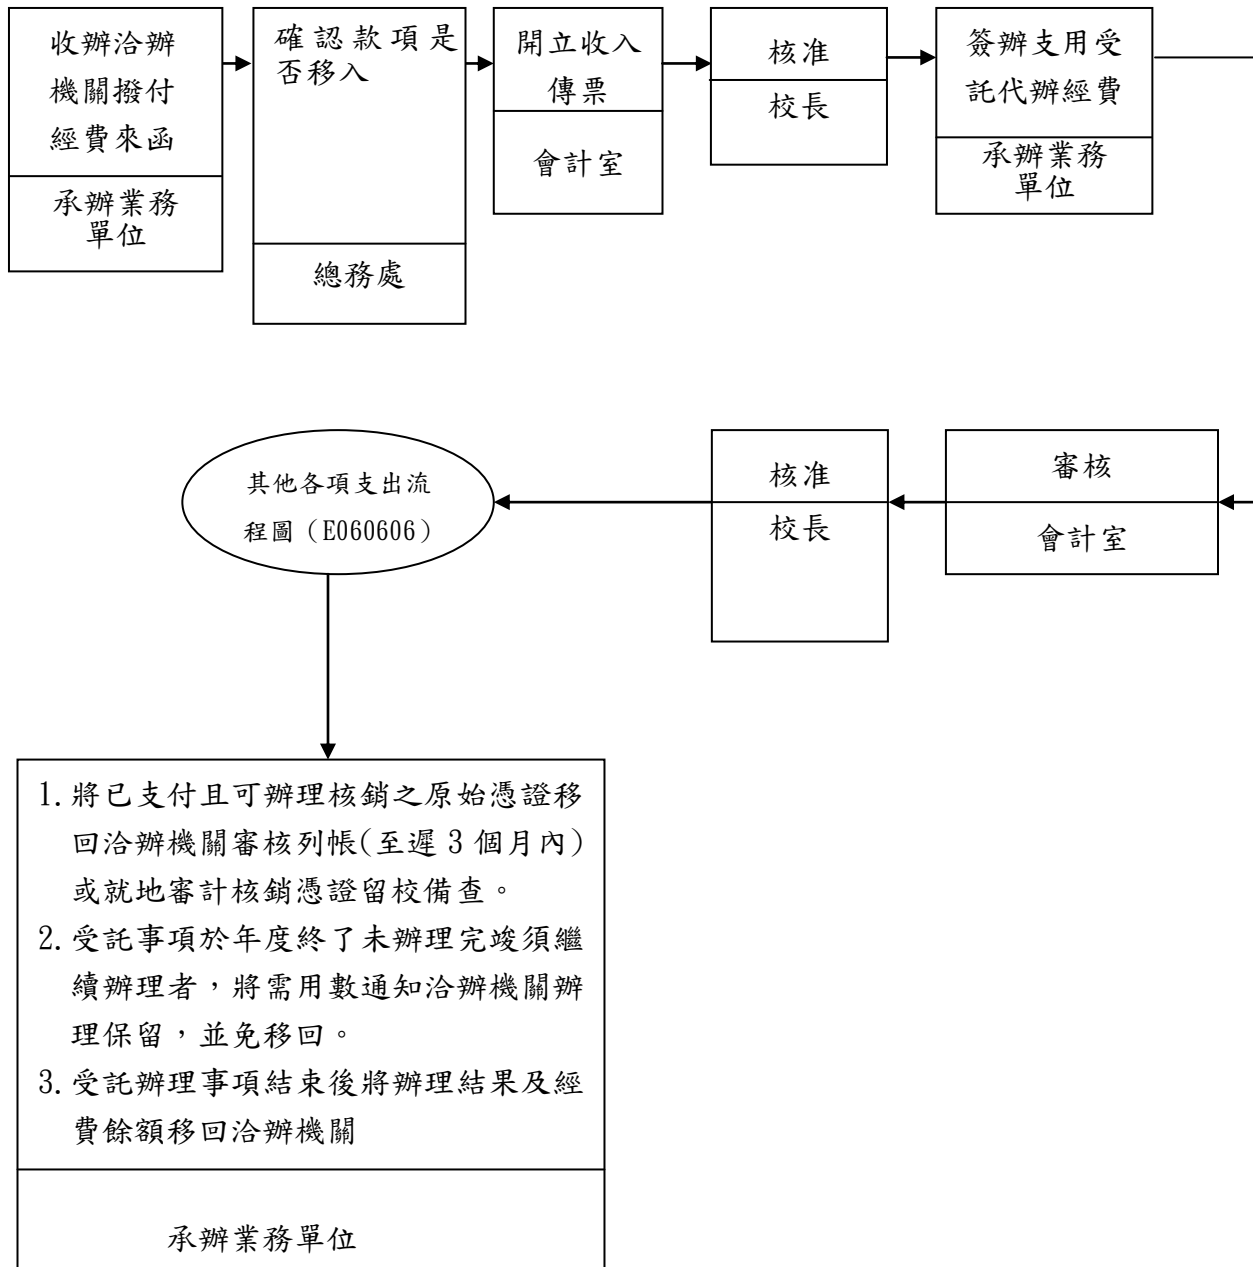 收辦洽辦
機關撥付
經費來函
承辦業務
單位
確認款項是
否移入
總務處
開立收入
傳票
會計室
核准
校長
簽辦支用受
託代辦經費
承辦業務
單位
審核
會計室
核准
校長
其他各項支出流
程圖（E060606）
1. 將已支付且可辦理核銷之原始憑證移
回洽辦機關審核列帳(至遲 3 個月內)
或就地審計核銷憑證留校備查。
2. 受託事項於年度終了未辦理完竣須繼
續辦理者，將需用數通知洽辦機關辦
理保留，並免移回。
3. 受託辦理事項結束後將辦理結果及經
費餘額移回洽辦機關
承辦業務單位